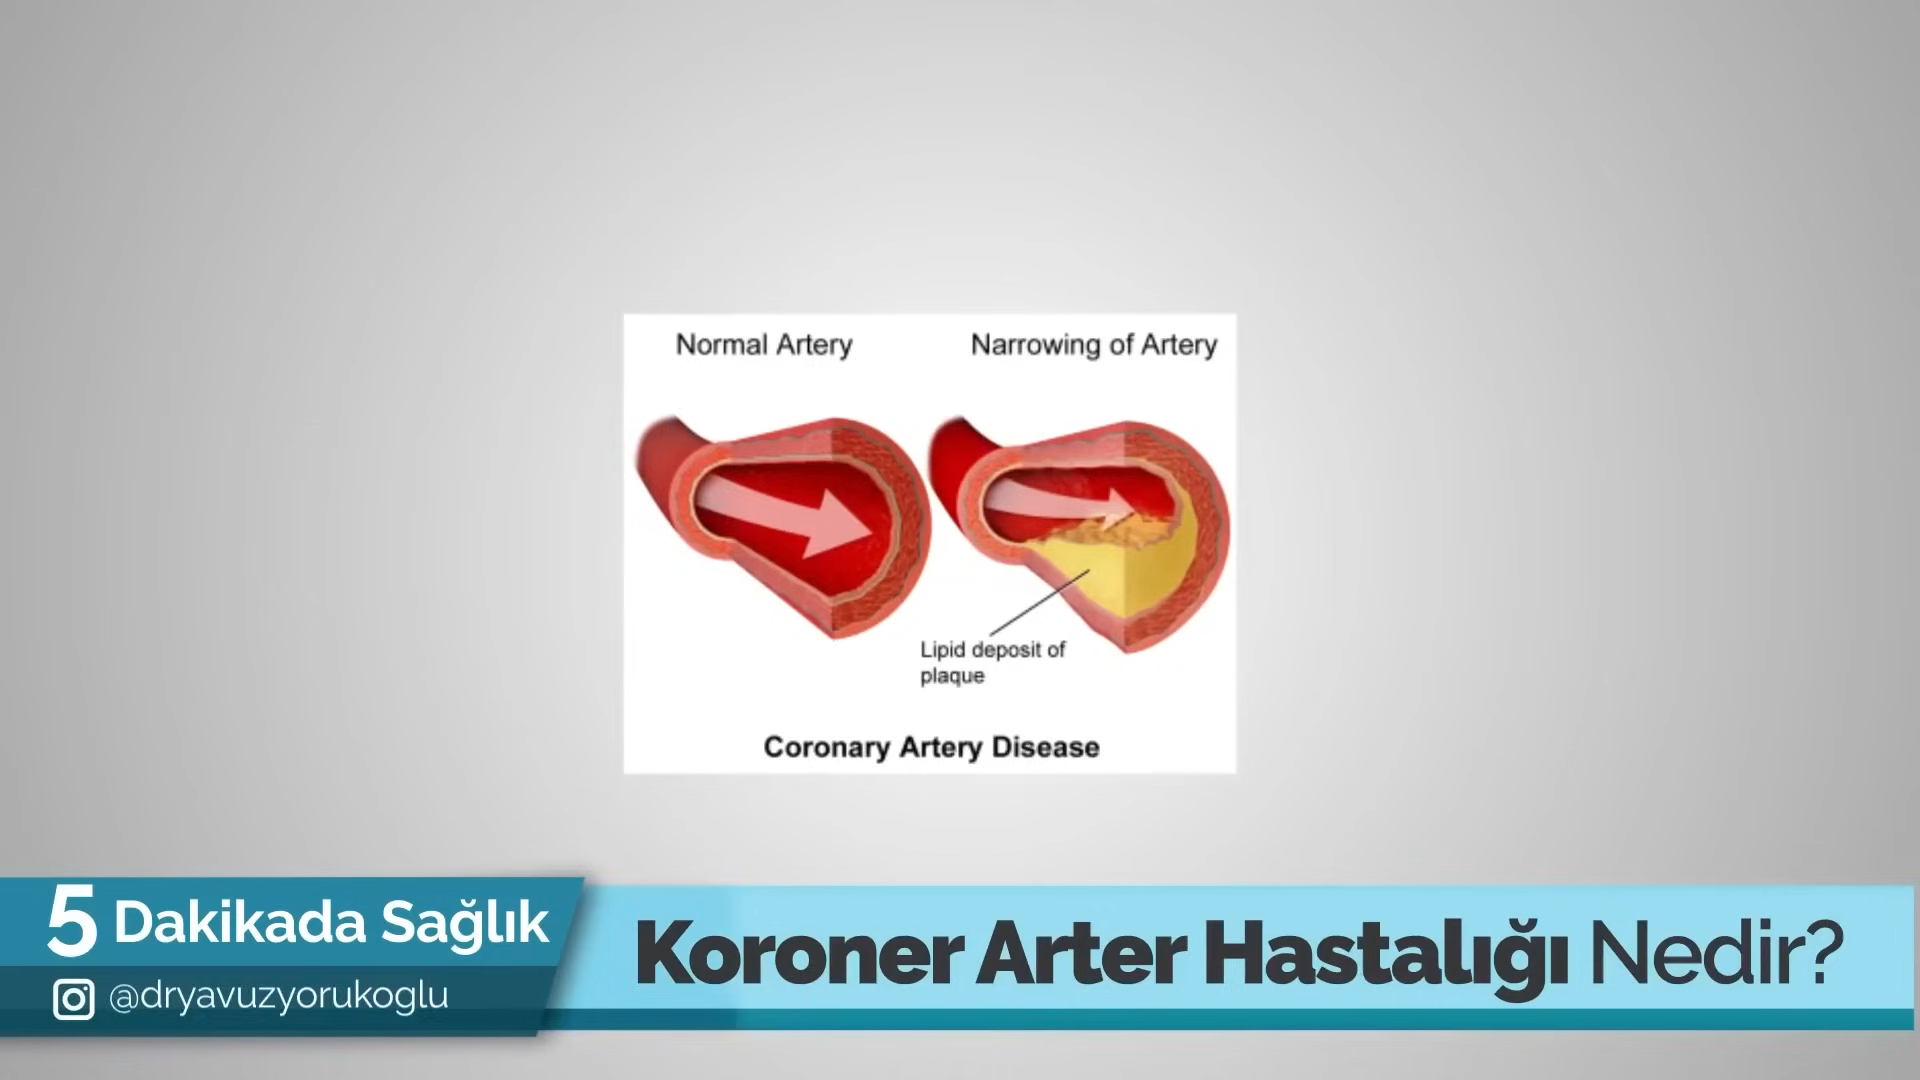 Normal Artery
Narrowing of Artery
Lipid deposit of
plaque
Coronary Artery Disease
5 Dakikada Sağlık
@dryavuzyorukoglu
Koroner Arter Hastalığı Nedir?